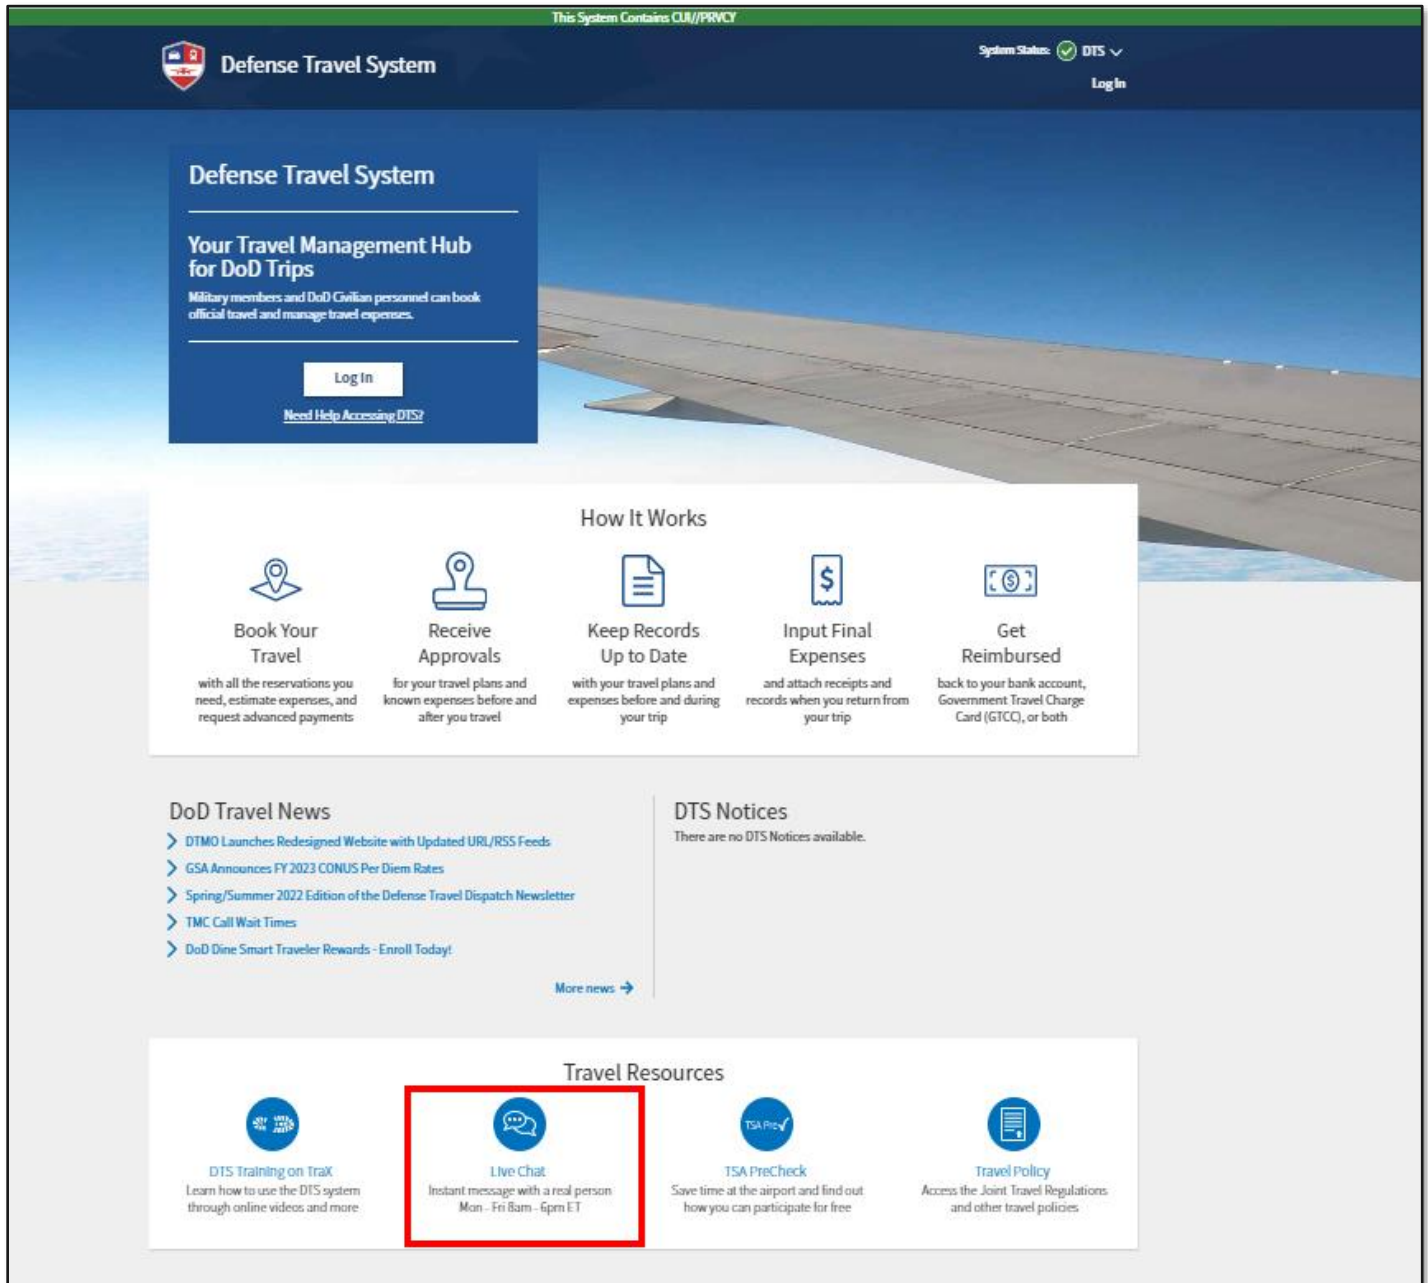 This System Contains CUI//PRVCY
Defense Travel System
System Status: DTS
Log In
Defense Travel System
Your Travel Management Hub
for DoD Trips
Military members and DoD Civilian personnel can book
official travel and manage travel expenses.
Log In
Need Help Accessing DTS?
How It Works
Book Your
Travel
with all the reservations you
need, estimate expenses, and
request advanced payments
Receive
Approvals
for your travel plans and
known expenses before and
after you travel
Keep Records
Up to Date
with your travel plans and
expenses before and during
your trip
$
Input Final
Expenses
and attach receipts and
records when you return from
your trip
$
Get
Reimbursed
back to your bank account,
Government Travel Charge
Card (GTCC), or both
DoD Travel News
DTMO Launches Redesigned Website with Updated URL/RSS Feeds
GSA Announces FY 2023 CONUS Per Diem Rates
Spring/Summer 2022 Edition of the Defense Travel Dispatch Newsletter
TMC Call Wait Times
DoD Dine Smart Traveler Rewards - Enroll Today!
More news
DTS Notices
There are no DTS Notices available.
Travel Resources
DTS Training on TraX
Learn how to use the DTS system
through online videos and more
Live Chat
Instant message with a real person
Mon - Fri 8am - 6pm ET
TSA Pre✓
TSA PreCheck
Save time at the airport and find out
how you can participate for free
Travel Policy
Access the Joint Travel Regulations
and other travel policies